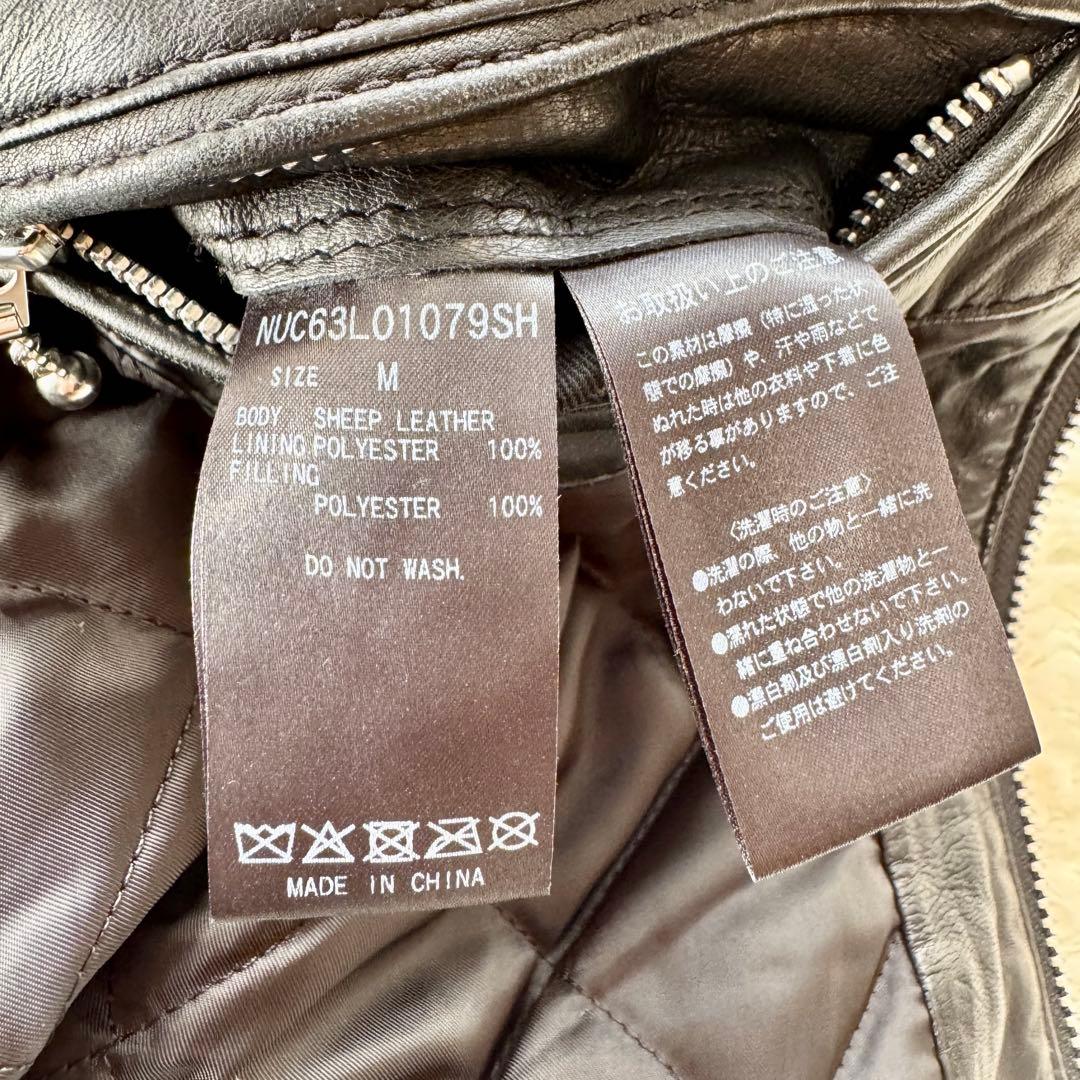 NUC63L01079SH
SIZE M
BODY SHEEP LEATHER
LINING POLYESTER 100%
FILLING
POLYESTER 100%
DO NOT WASH.
MADE IN CHINA
お取扱い上のご注意
この素材は摩擦（特に湿った状
態での摩擦）や、汗や雨などで
ぬれた時は他の衣料や下着に色
が移る事がありますので、ご注
意ください。
〈洗濯時のご注意〉
●洗濯の際、他の物と一緒に洗
わないで下さい。
●濡れた状態で他の洗濯物と一
緒に重ね合わせないで下さい。
●漂白剤及び漂白剤入り洗剤の
ご使用は避けてください。